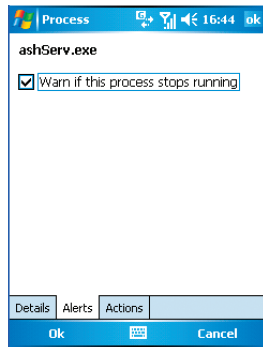 Process G 16:44 ok
ashServ.exe
Warn if this process stops running
Details Alerts Actions
Ok Cancel